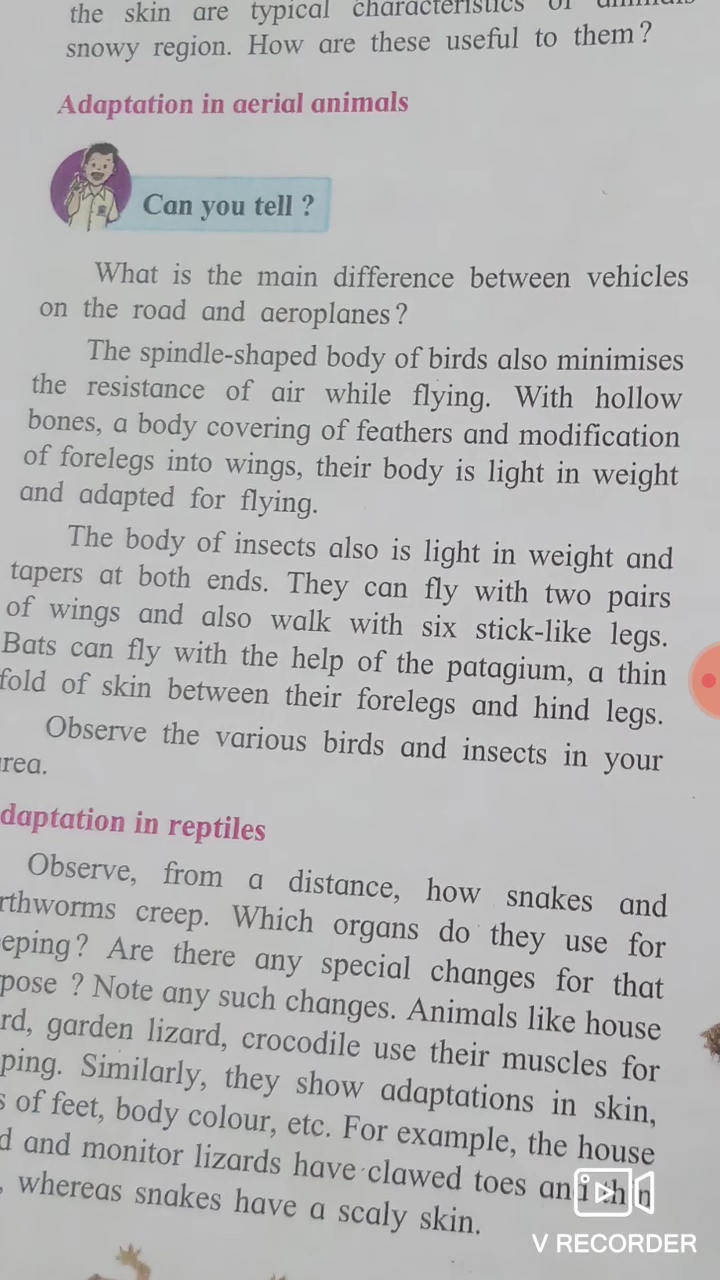 the skin are typical characteristics of
snowy region. How are these useful to them?
Adaptation in aerial animals
Can you tell ?
What is the main difference between vehicles
on the road and aeroplanes?
The spindle-shaped body of birds also minimises
the resistance of air while flying. With hollow
bones, a body covering of feathers and modification
of forelegs into wings, their body is light in weight
and adapted for flying.
The body of insects also is light in weight and
tapers at both ends. They can fly with two pairs
of wings and also walk with six stick-like legs.
Bats can fly with the help of the patagium, a thin
fold of skin between their forelegs and hind legs.
Observe the various birds and insects in your
rea.
daptation in reptiles
Observe, from a distance, how snakes and
rthworms creep. Which organs do they use for
eeping? Are there any special changes for that
pose ? Note any such changes. Animals like house
rd, garden lizard, crocodile use their muscles for
ping. Similarly, they show adaptations in skin,
s of feet, body colour, etc. For example, the house
d and monitor lizards have clawed toes and thin
, whereas snakes have a scaly skin.
V RECORDER